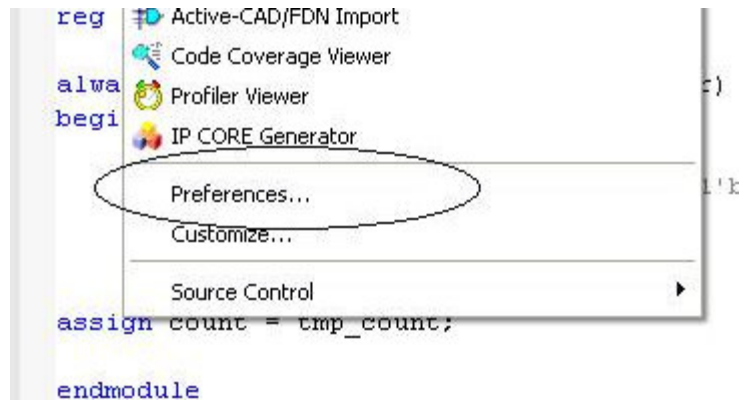 reg Active-CAD/FDN Import
Code Coverage Viewer
alwa r)
Profiler Viewer
begi
IP CORE Generator
Preferences... 1'b
Customize...
Source Control
assign count = tmp_count;
endmodule